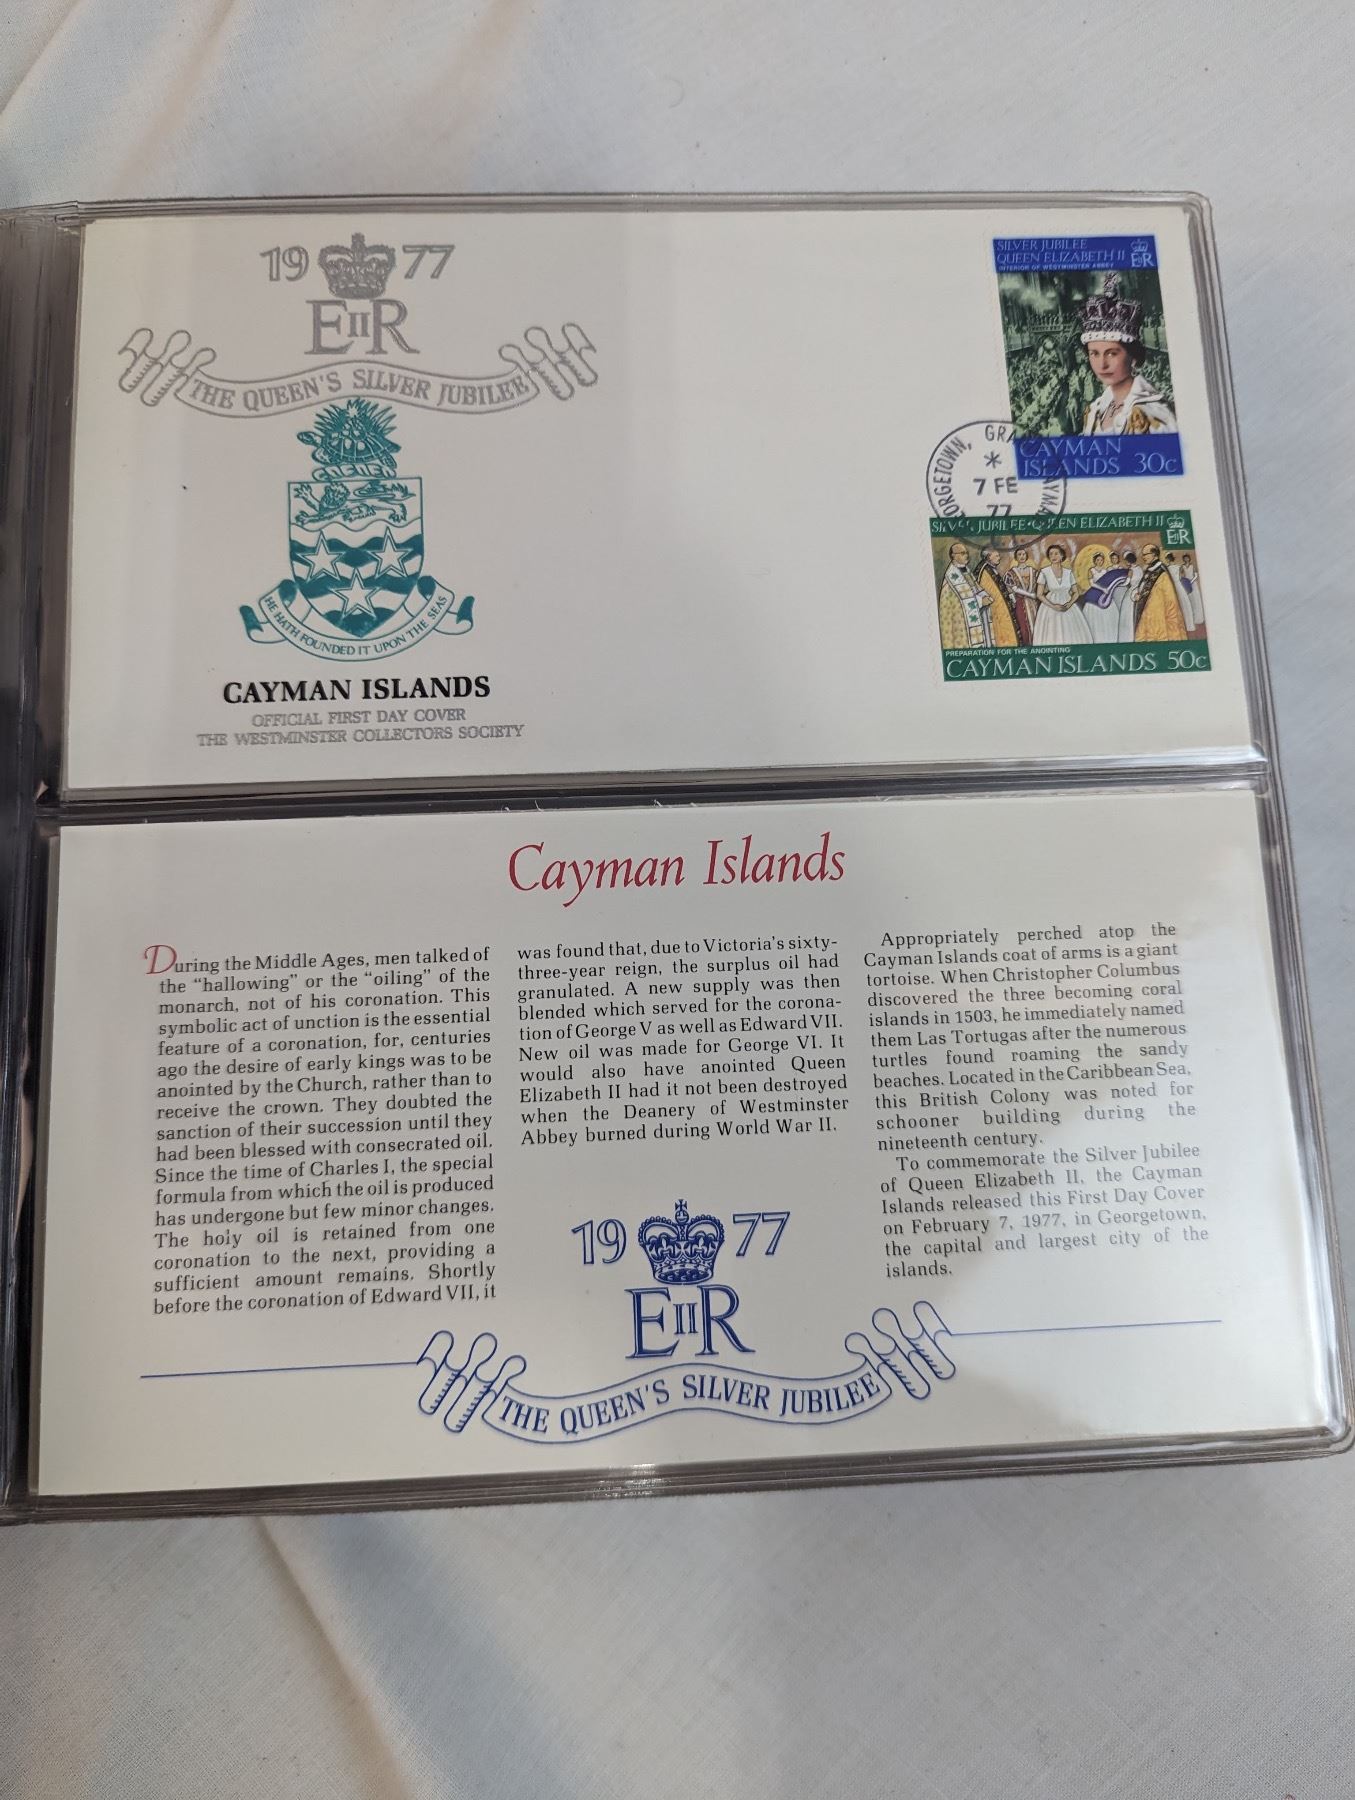 1977
EIIR
THE QUEEN'S SILVER JUBILEE
HE HATH FOUNDED IT UPON THE SEAS
CAYMAN ISLANDS
OFFICIAL FIRST DAY COVER
THE WESTMINSTER COLLECTORS SOCIETY
SILVER JUBILEE
QUEEN ELIZABETH II
EIIR
INTERIOR OF WESTMINSTER ABBEY
CAYMAN
ISLANDS 30c
ORGETOWN, GRA CAYMA
*
7 FE
77
SILVER JUBILEE•QUEEN ELIZABETH II
EIIR
PREPARATION FOR THE ANOINTING
CAYMAN ISLANDS 50c
Cayman Islands
During the Middle Ages, men talked of
the “hallowing” or the “oiling” of the
monarch, not of his coronation. This
symbolic act of unction is the essential
feature of a coronation, for, centuries
ago the desire of early kings was to be
anointed by the Church, rather than to
receive the crown. They doubted the
sanction of their succession until they
had been blessed with consecrated oil.
Since the time of Charles I, the special
formula from which the oil is produced
has undergone but few minor changes.
The holy oil is retained from one
coronation to the next, providing a
sufficient amount remains. Shortly
before the coronation of Edward VII, it
was found that, due to Victoria's sixty-
three-year reign, the surplus oil had
granulated. A new supply was then
blended which served for the corona-
tion of George V as well as Edward VII.
New oil was made for George VI. It
would also have anointed Queen
Elizabeth II had it not been destroyed
when the Deanery of Westminster
Abbey burned during World War II.
Appropriately perched atop the
Cayman Islands coat of arms is a giant
tortoise. When Christopher Columbus
discovered the three becoming coral
islands in 1503, he immediately named
them Las Tortugas after the numerous
turtles found roaming the sandy
beaches. Located in the Caribbean Sea,
this British Colony was noted for
schooner building during the
nineteenth century.
To commemorate the Silver Jubilee
of Queen Elizabeth II, the Cayman
Islands released this First Day Cover
on February 7, 1977, in Georgetown,
the capital and largest city of the
islands.
1977
EIIR
THE QUEEN'S SILVER JUBILEE